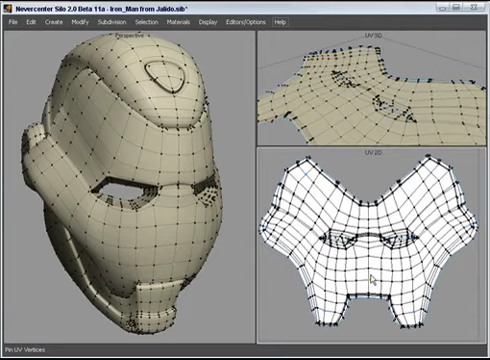 Nevercenter Silo 2.0 Beta 11a - Iron_Man from Jalido.sib*
File Edit Create Modify Subdivision Selection Materials Display Editors/Options Help
Perspective
UV 3D
UV 2D
Pin UV Vertices